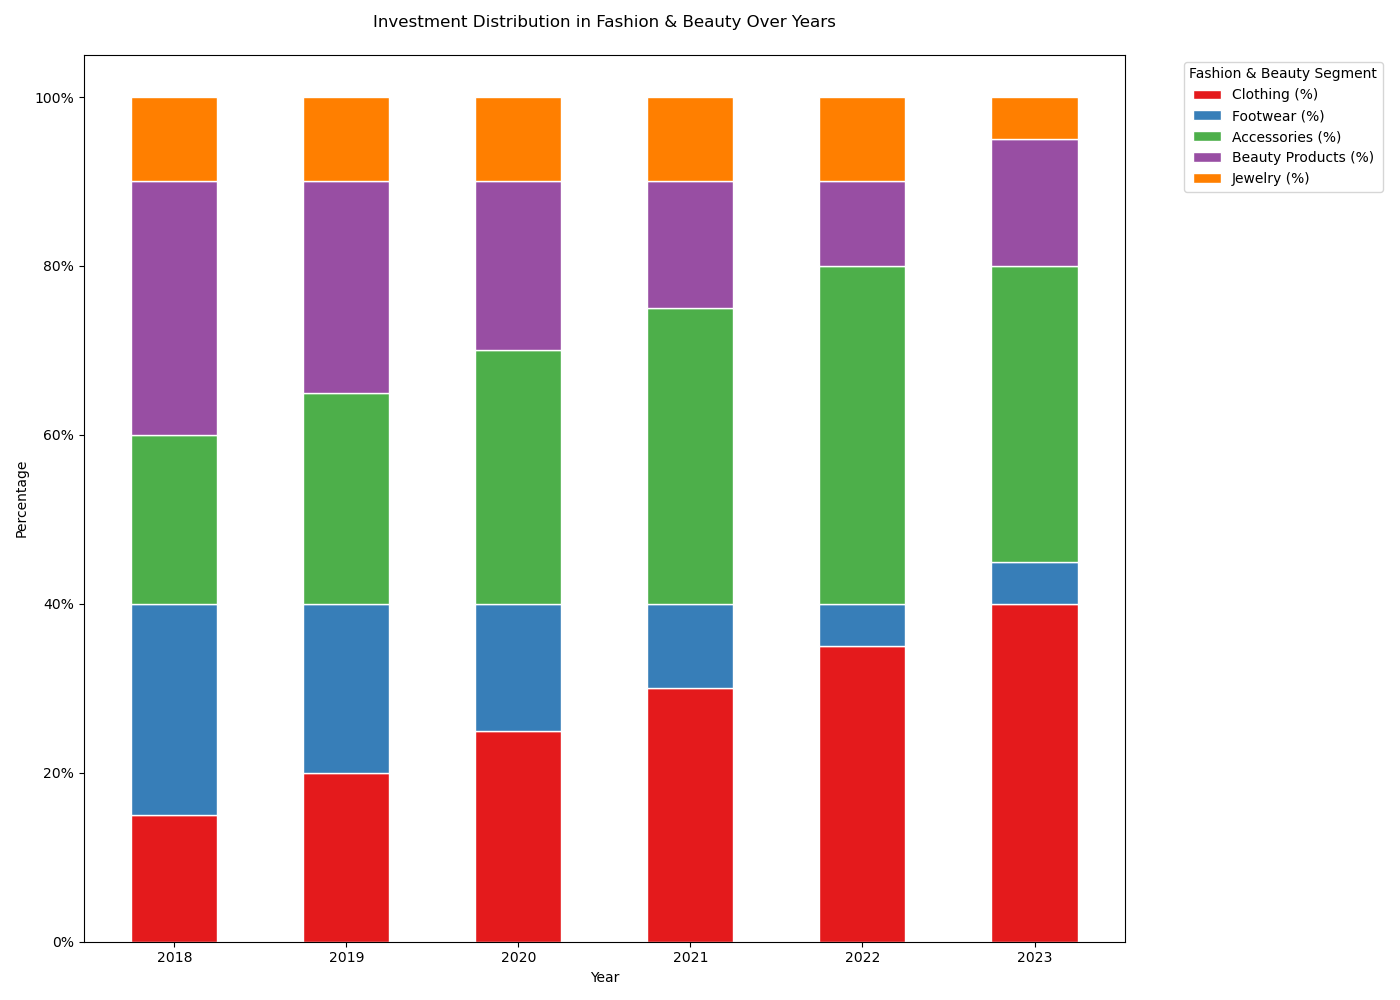 Investment Distribution in Fashion & Beauty Over Years
Fashion & Beauty Segment
Clothing (%)
Footwear (%)
Accessories (%)
Beauty Products (%)
Jewelry (%)
Percentage
100%
80%
60%
40%
20%
0%
2018 2019 2020 2021 2022 2023
Year